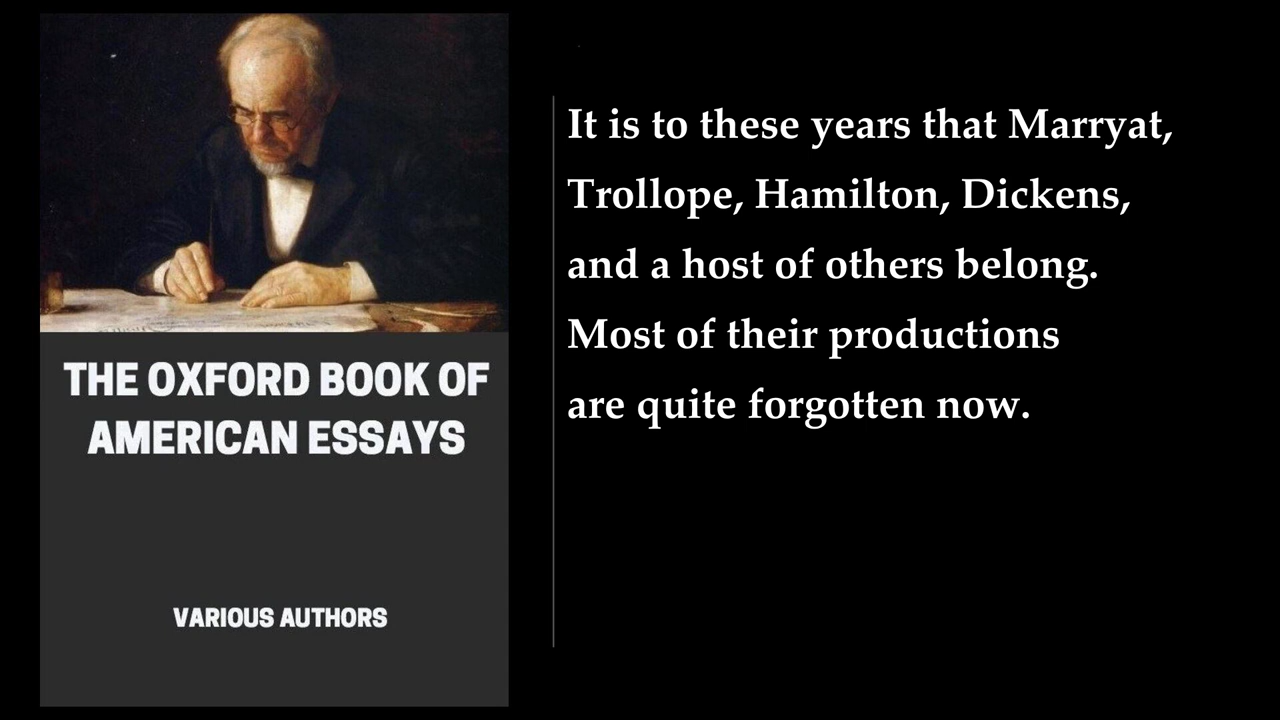 THE OXFORD BOOK OF
AMERICAN ESSAYS
VARIOUS AUTHORS
It is to these years that Marryat,
Trollope, Hamilton, Dickens,
and a host of others belong.
Most of their productions
are quite forgotten now.